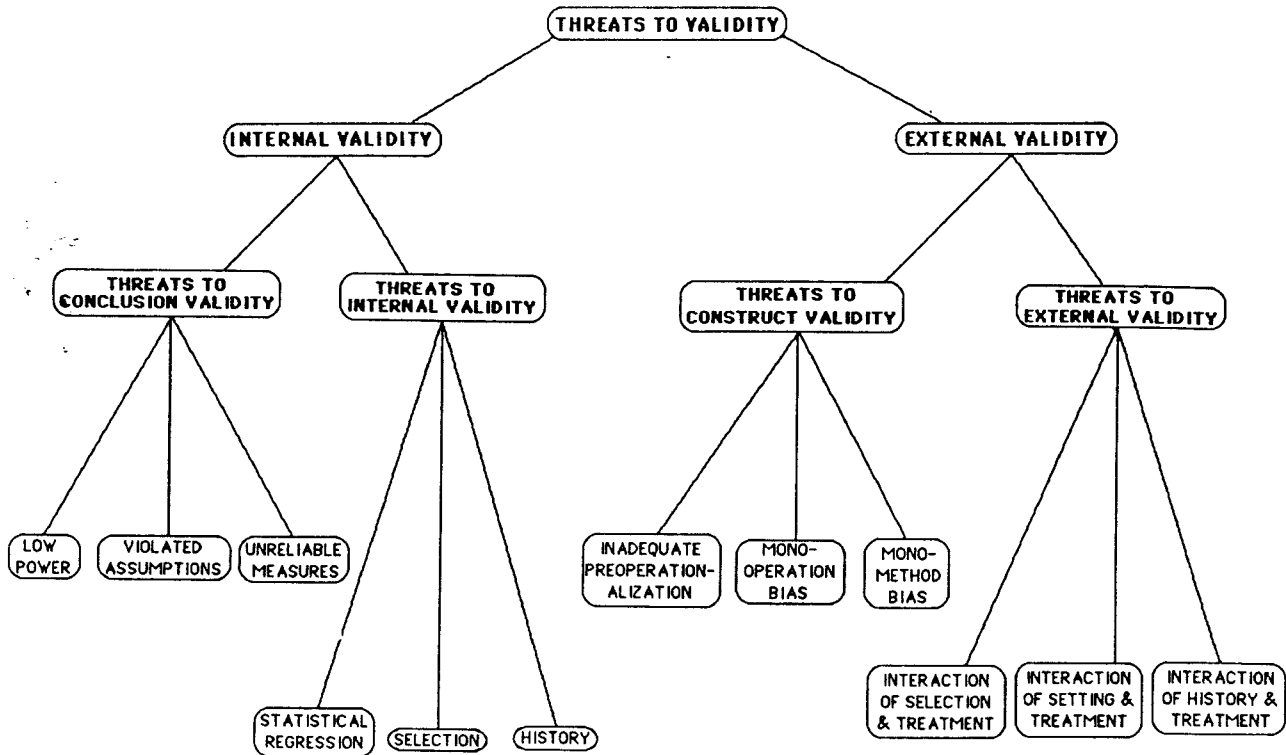 THREATS TO VALIDITY
INTERNAL VALIDITY
EXTERNAL VALIDITY
THREATS TO
CONCLUSION VALIDITY
THREATS TO
INTERNAL VALIDITY
THREATS TO
CONSTRUCT VALIDITY
THREATS TO
EXTERNAL VALIDITY
LOW
POWER
VIOLATED
ASSUMPTIONS
UNRELIABLE
MEASURES
INADEQUATE
PREOPERATION-
ALIZATION
MONO-
OPERATION
BIAS
MONO-
METHOD
BIAS
STATISTICAL
REGRESSION
SELECTION
HISTORY
INTERACTION
OF SELECTION
& TREATMENT
INTERACTION
OF SETTING &
TREATMENT
INTERACTION
OF HISTORY &
TREATMENT